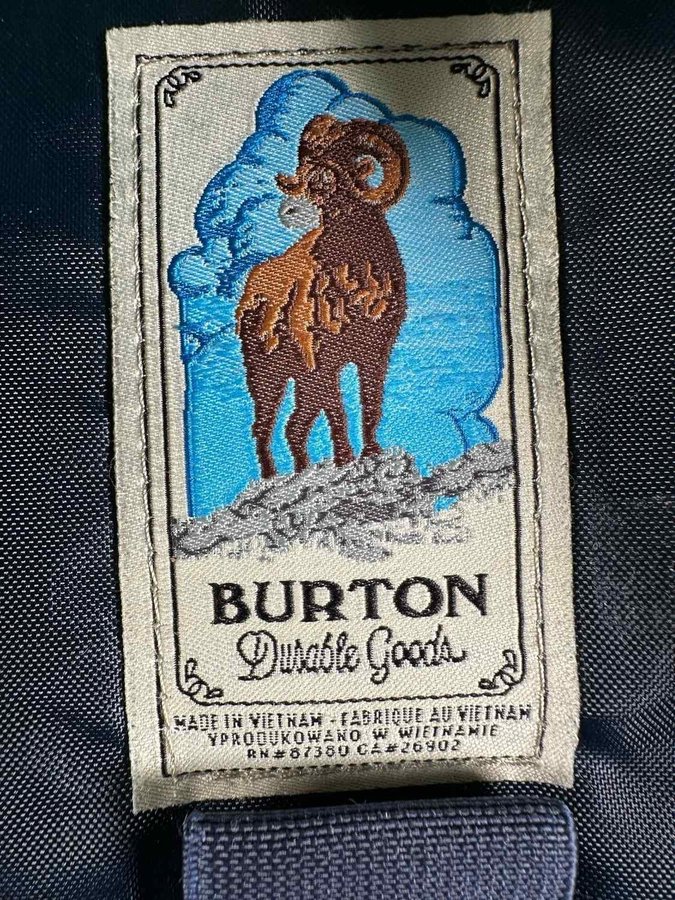 BURTON
Durable Goods
MADE IN VIETNAM - FABRIQUE AU VIETNAM
YPRODUKOWANO W WIETNAMIE
RN#87380 CA#26902